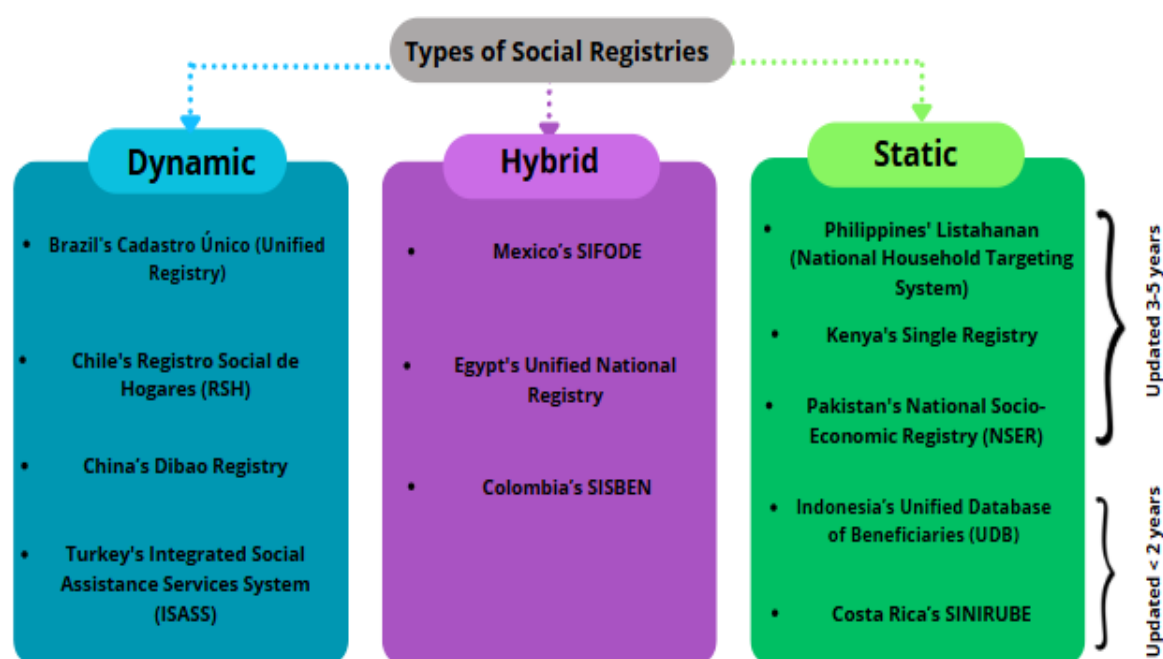 Types of Social Registries
Dynamic
• Brazil's Cadastro Único (Unified
Registry)
• Chile's Registro Social de
Hogares (RSH)
• China's Dibao Registry
• Turkey's Integrated Social
Assistance Services System
(ISASS)
Hybrid
• Mexico's SIFODE
• Egypt's Unified National
Registry
• Colombia's SISBEN
Static
• Philippines' Listahanan
(National Household Targeting
System)
• Kenya's Single Registry
• Pakistan's National Socio-
Economic Registry (NSER)
Updated 3-5 years
• Indonesia's Unified Database
of Beneficiaries (UDB)
• Costa Rica's SINIRUBE
Updated < 2 years